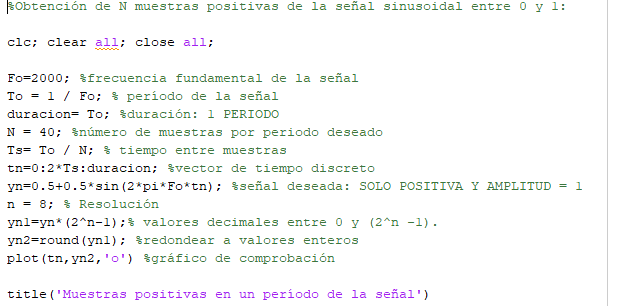 %Obtención de N muestras positivas de la señal sinusoidal entre 0 y 1:
clc; clear all; close all;
Fo=2000; %frecuencia fundamental de la señal
To = 1 / Fo; % período de la señal
duracion= To; %duración: 1 PERIODO
N = 40; %número de muestras por periodo deseado
Ts= To / N; % tiempo entre muestras
tn=0:2*Ts:duracion; %vector de tiempo discreto
yn=0.5+0.5*sin(2*pi*Fo*tn); %señal deseada: SOLO POSITIVA Y AMPLITUD = 1
n = 8; % Resolución
yn1=yn*(2^n-1);% valores decimales entre 0 y (2^n -1).
yn2=round(yn1); %redondear a valores enteros
plot(tn,yn2,'o') %gráfico de comprobación
title('Muestras positivas en un período de la señal')